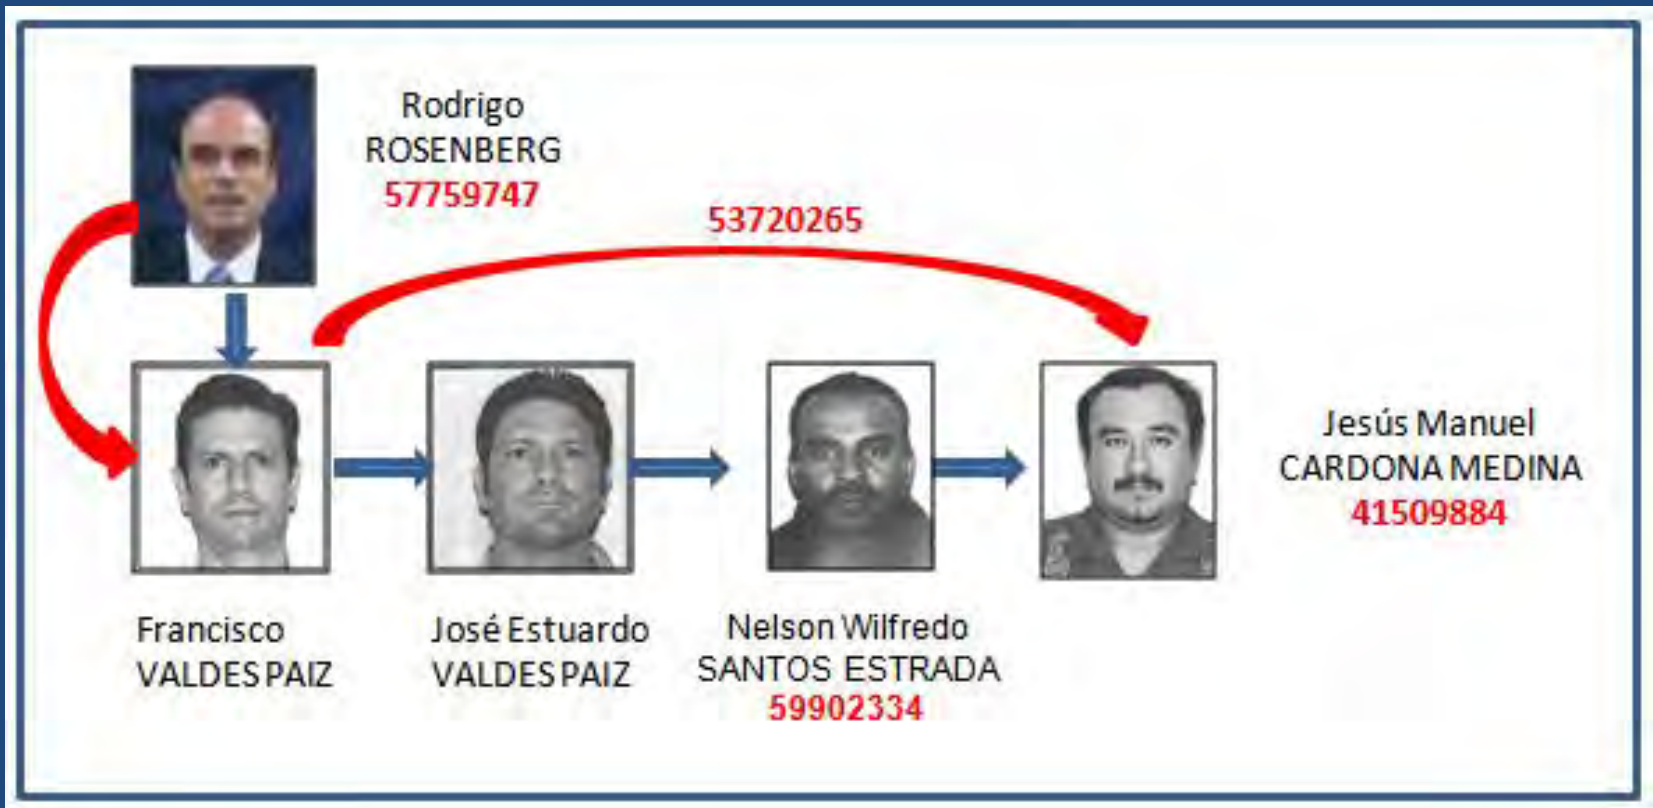 Rodrigo
ROSENBERG
57759747
53720265
Jesús Manuel
CARDONA MEDINA
41509884
Francisco
VALDES PAIZ
José Estuardo
VALDES PAIZ
Nelson Wilfredo
SANTOS ESTRADA
59902334